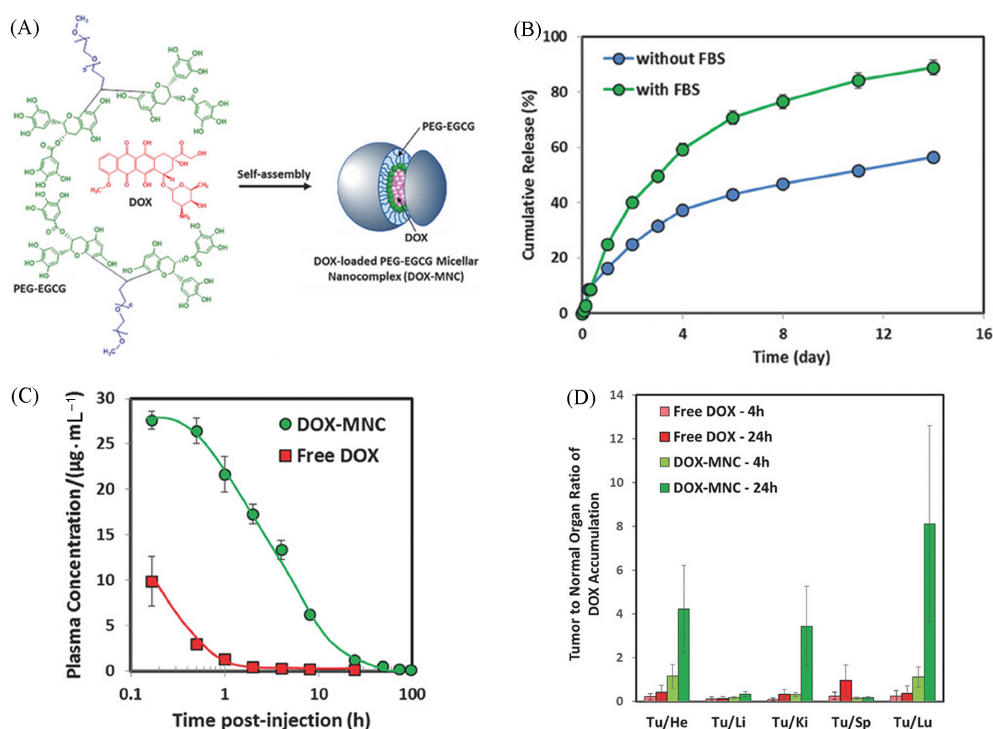 (A)
CH₃
PEG-EGCG
DOX
PEG-EGCG
H₃C
Self-assembly
PEG-EGCG
DOX
DOX-loaded PEG-EGCG Micellar
Nanocomplex (DOX-MNC)
(B)
without FBS
with FBS
Cumulative Release (%)
100
80
60
40
20
0
0 4 8 12 16
Time (day)
(C)
DOX-MNC
Free DOX
Plasma Concentration/(μg·mL⁻¹)
30
25
20
15
10
5
0
0.1 1 10 100
Time post-injection (h)
(D)
Free DOX - 4h
Free DOX - 24h
DOX-MNC - 4h
DOX-MNC - 24h
Tumor to Normal Organ Ratio of
DOX Accumulation
14
12
10
8
6
4
2
0
Tu/He Tu/Li Tu/Ki Tu/Sp Tu/Lu